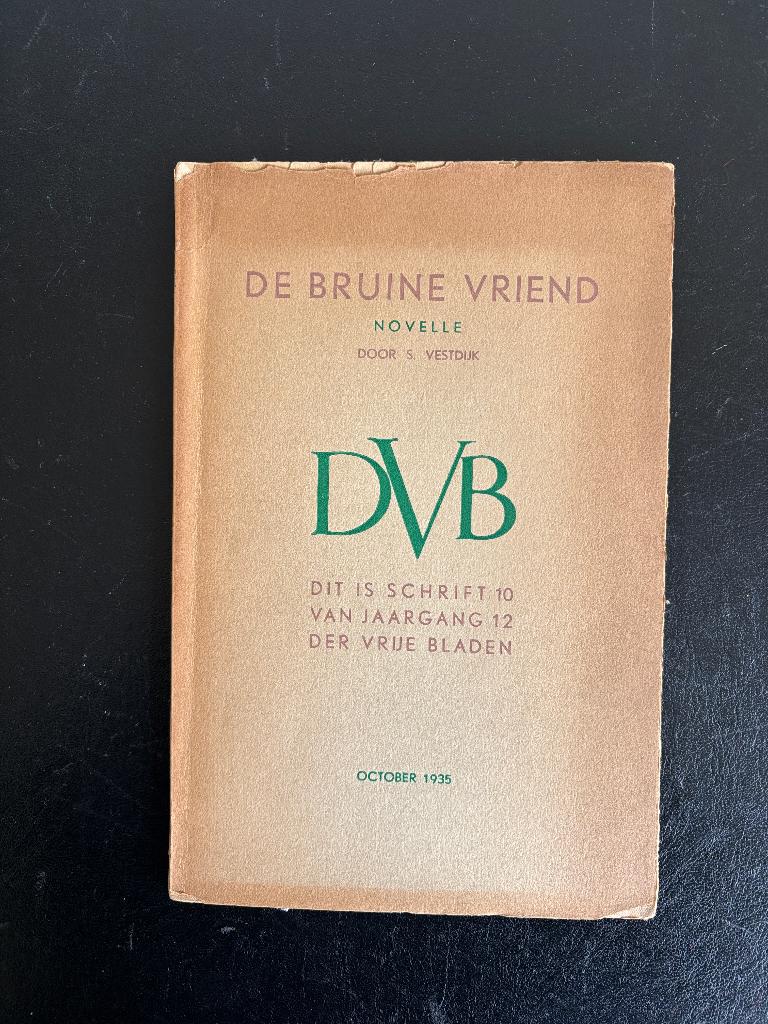 DE BRUINE VRIEND
NOVELLE
DOOR S. VESTDIJK
DVB
DIT IS SCHRIFT 10
VAN JAARGANG 12
DER VRIJE BLADEN
OCTOBER 1935